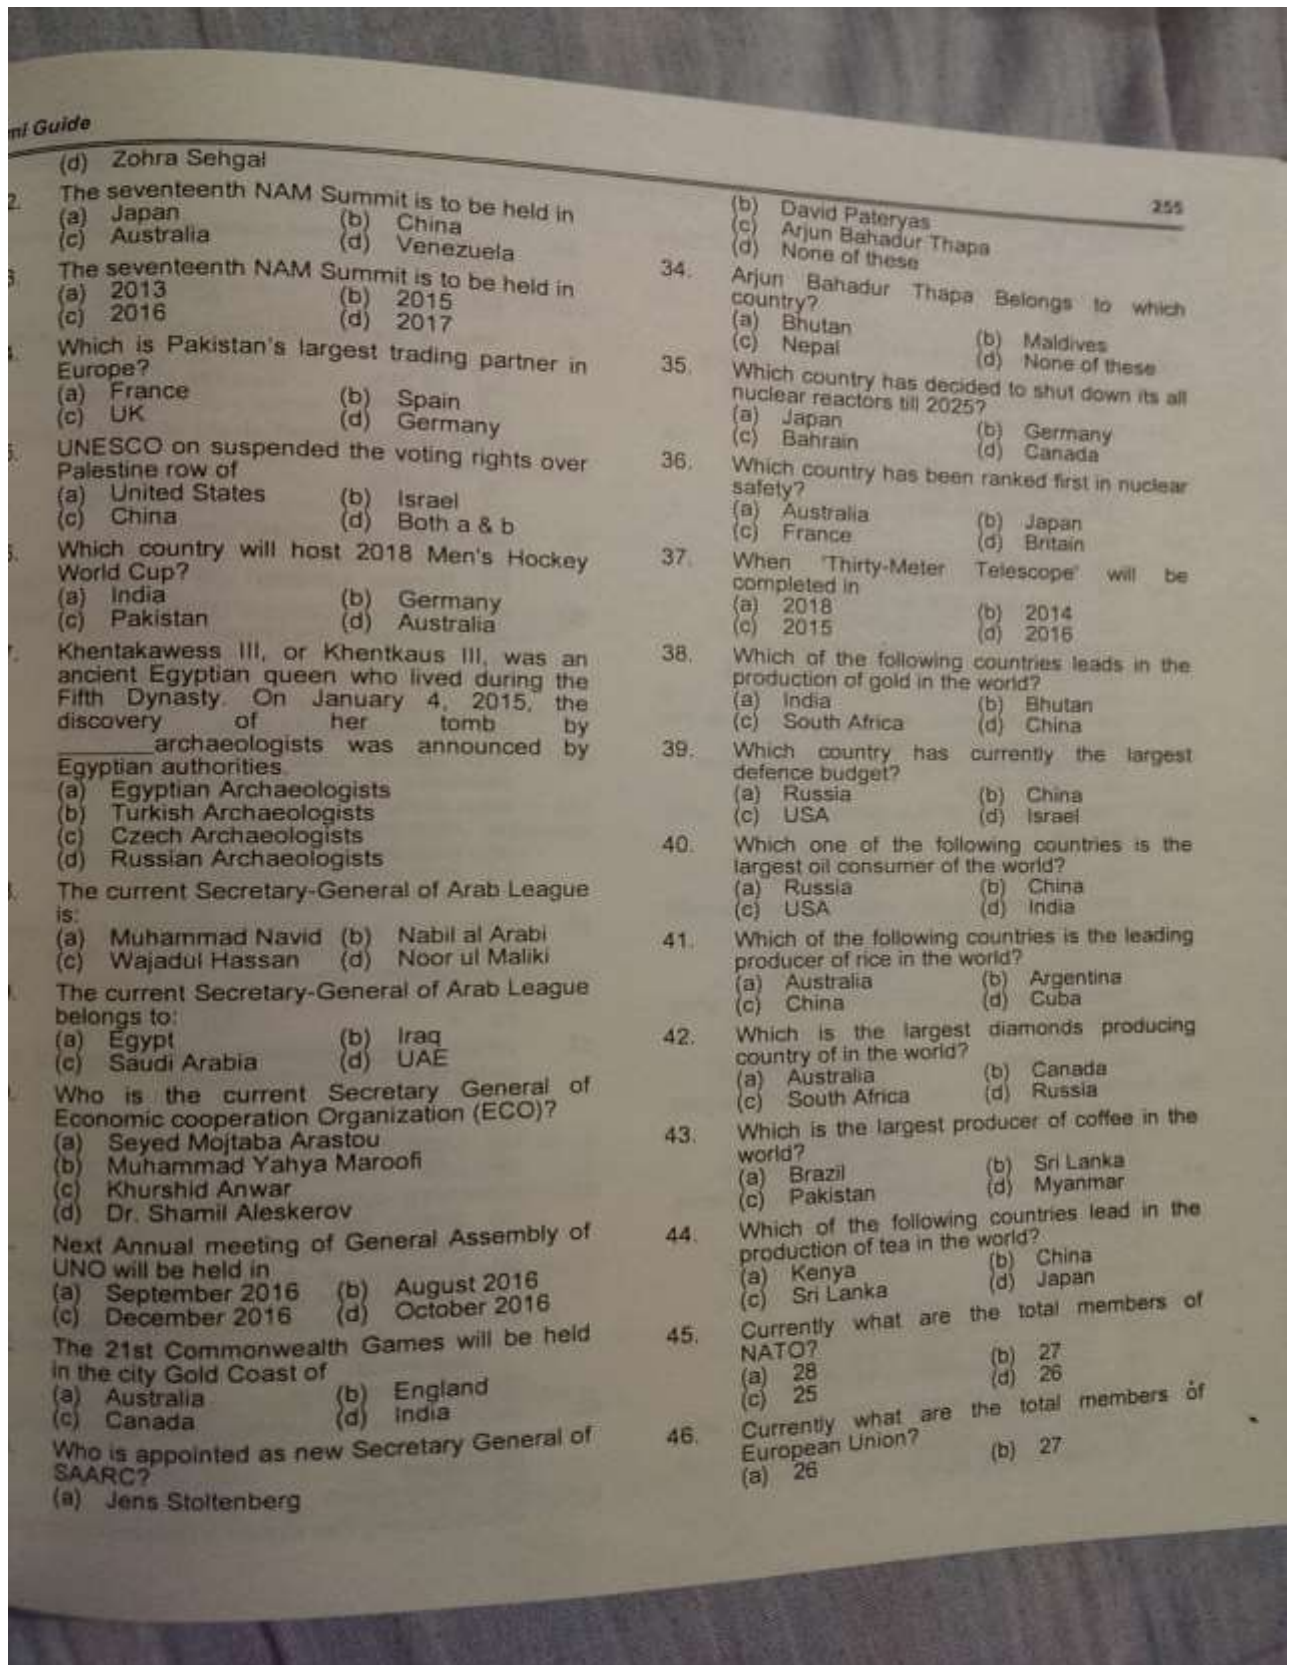 mi Guide
(d) Zohra Sehgal
2. The seventeenth NAM Summit is to be held in
(a) Japan (b) China
(c) Australia (d) Venezuela
The seventeenth NAM Summit is to be held in
(a) 2013 (b) 2015
(c) 2016 (d) 2017
Which is Pakistan's largest trading partner in
Europe?
(a) France (b) Spain
(c) UK (d) Germany
UNESCO on suspended the voting rights over
Palestine row of
(a) United States (b) Israel
(c) China (d) Both a & b
Which country will host 2018 Men's Hockey
World Cup?
(a) India (b) Germany
(c) Pakistan (d) Australia
Khentakawess III, or Khentkaus III, was an
ancient Egyptian queen who lived during the
Fifth Dynasty. On January 4, 2015, the
discovery of her tomb by
________archaeologists was announced by
Egyptian authorities.
(a) Egyptian Archaeologists
(b) Turkish Archaeologists
(c) Czech Archaeologists
(d) Russian Archaeologists
The current Secretary-General of Arab League
is:
(a) Muhammad Navid (b) Nabil al Arabi
(c) Wajadul Hassan (d) Noor ul Maliki
The current Secretary-General of Arab League
belongs to:
(a) Egypt (b) Iraq
(c) Saudi Arabia (d) UAE
Who is the current Secretary General of
Economic cooperation Organization (ECO)?
(a) Seyed Mojtaba Arastou
(b) Muhammad Yahya Maroofi
(c) Khurshid Anwar
(d) Dr. Shamil Aleskerov
Next Annual meeting of General Assembly of
UNO will be held in
(a) September 2016 (b) August 2016
(c) December 2016 (d) October 2016
The 21st Commonwealth Games will be held
in the city Gold Coast of
(a) Australia (b) England
(c) Canada (d) India
Who is appointed as new Secretary General of
SAARC?
(a) Jens Stoltenberg
255
(b) David Pateryas
(c) Arjun Bahadur Thapa
(d) None of these
34. Arjun Bahadur Thapa Belongs to which
country?
(a) Bhutan (b) Maldives
(c) Nepal (d) None of these
35. Which country has decided to shut down its all
nuclear reactors till 2025?
(a) Japan (b) Germany
(c) Bahrain (d) Canada
36. Which country has been ranked first in nuclear
safety?
(a) Australia (b) Japan
(c) France (d) Britain
37. When 'Thirty-Meter Telescope' will be
completed in
(a) 2018 (b) 2014
(c) 2015 (d) 2016
38. Which of the following countries leads in the
production of gold in the world?
(a) India (b) Bhutan
(c) South Africa (d) China
39. Which country has currently the largest
defence budget?
(a) Russia (b) China
(c) USA (d) Israel
40. Which one of the following countries is the
largest oil consumer of the world?
(a) Russia (b) China
(c) USA (d) India
41. Which of the following countries is the leading
producer of rice in the world?
(a) Australia (b) Argentina
(c) China (d) Cuba
42. Which is the largest diamonds producing
country of in the world?
(a) Australia (b) Canada
(c) South Africa (d) Russia
43. Which is the largest producer of coffee in the
world?
(a) Brazil (b) Sri Lanka
(c) Pakistan (d) Myanmar
44. Which of the following countries lead in the
production of tea in the world?
(a) Kenya (b) China
(c) Sri Lanka (d) Japan
45. Currently what are the total members of
NATO?
(a) 28 (b) 27
(c) 25 (d) 26
46. Currently what are the total members of
European Union?
(a) 26 (b) 27